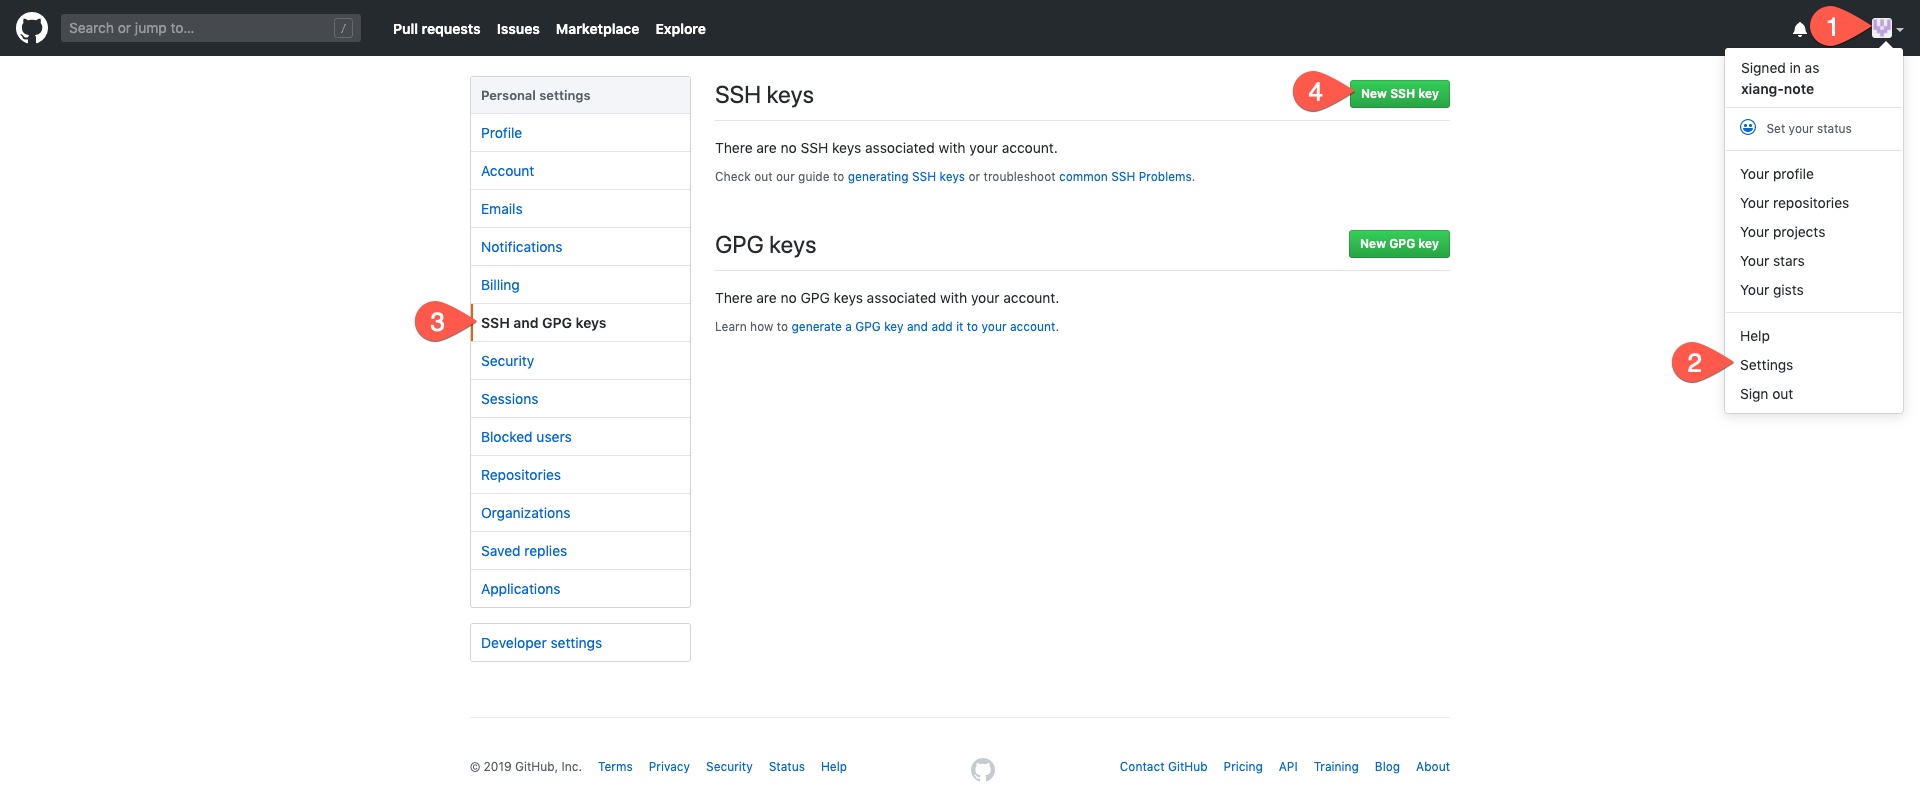 Search or jump to... /
Pull requests Issues Marketplace Explore
1
Signed in as
xiang-note
Set your status
Your profile
Your repositories
Your projects
Your stars
Your gists
Help
2 Settings
Sign out
Personal settings
Profile
Account
Emails
Notifications
Billing
3 SSH and GPG keys
Security
Sessions
Blocked users
Repositories
Organizations
Saved replies
Applications
Developer settings
SSH keys
4 New SSH key
There are no SSH keys associated with your account.
Check out our guide to generating SSH keys or troubleshoot common SSH Problems.
GPG keys
New GPG key
There are no GPG keys associated with your account.
Learn how to generate a GPG key and add it to your account.
© 2019 GitHub, Inc. Terms Privacy Security Status Help
Contact GitHub Pricing API Training Blog About